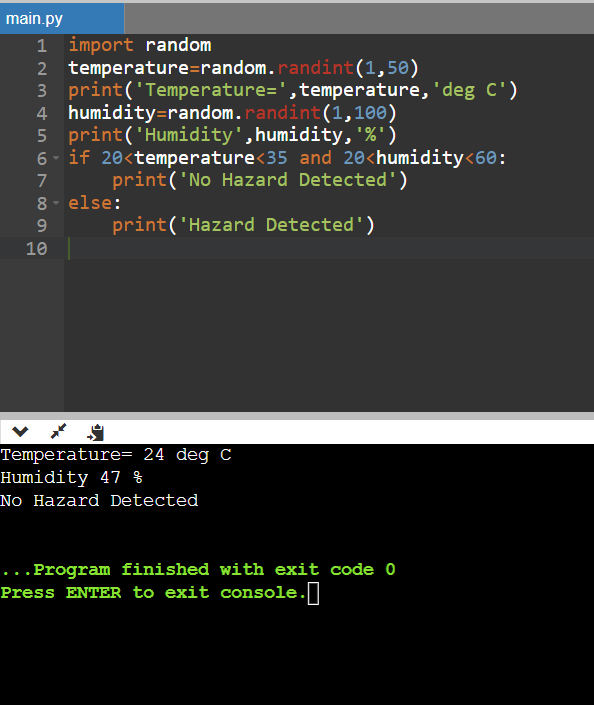 main.py
1 import random
2 temperature=random.randint(1,50)
3 print('Temperature=',temperature,'deg C')
4 humidity=random.randint(1,100)
5 print('Humidity',humidity,'%')
6 if 20<temperature<35 and 20<humidity<60:
7     print('No Hazard Detected')
8 else:
9     print('Hazard Detected')
10
Temperature= 24 deg C
Humidity 47 %
No Hazard Detected
...Program finished with exit code 0
Press ENTER to exit console.